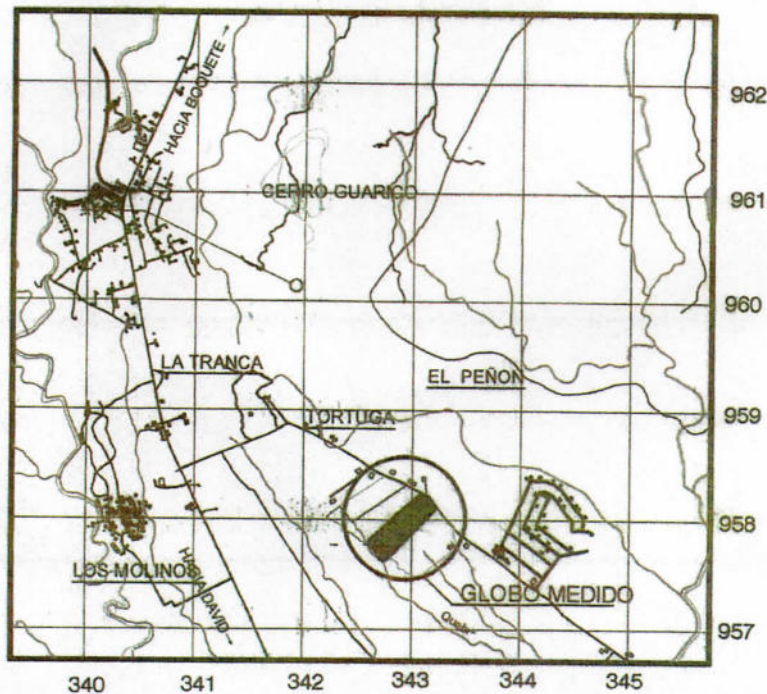 962
HACIA BOQUETE →
CERRO GUARICO
961
960
LA TRANCA
EL PEÑON
TORTUGA
959
958
LOS MOLINOS
HACIA DAVID →
GLOBO MEDIDO
Queb.
957
340 341 342 343 344 345